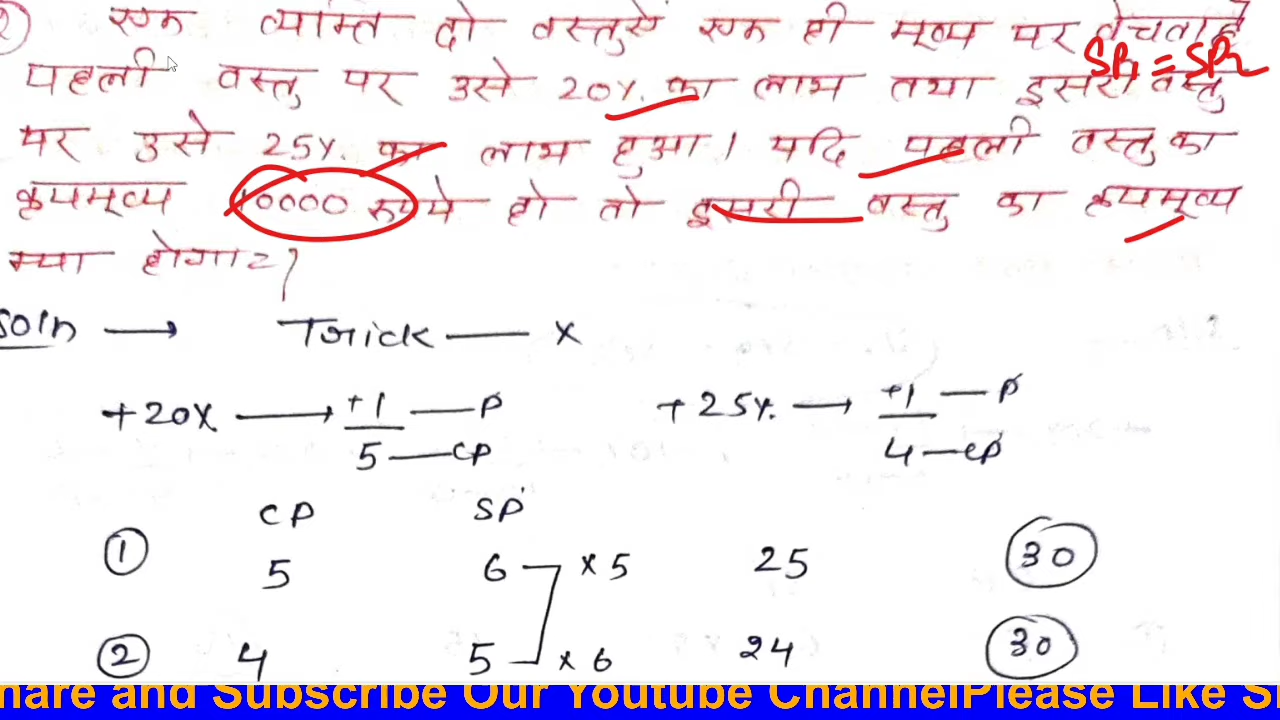 एक व्यक्ति दो वस्तुएं एक ही मूल्य पर बेचता है
SP₁ = SP₂
पहली वस्तु पर उसे 20% का लाभ तथा दूसरी वस्तु
पर उसे 25% का लाभ हुआ। यदि पहली वस्तु का
क्रयमूल्य 10000 रुपये हो तो दूसरी वस्तु का क्रयमूल्य
क्या होगा = ?
Soln → Trick — x
+20% → +1/5 — P — CP +25% → +1/4 — P — CP
CP SP
① 5 6 × 5 25 30
② 4 5 × 6 24 30
hare and Subscribe Our Youtube ChannelPlease Like S